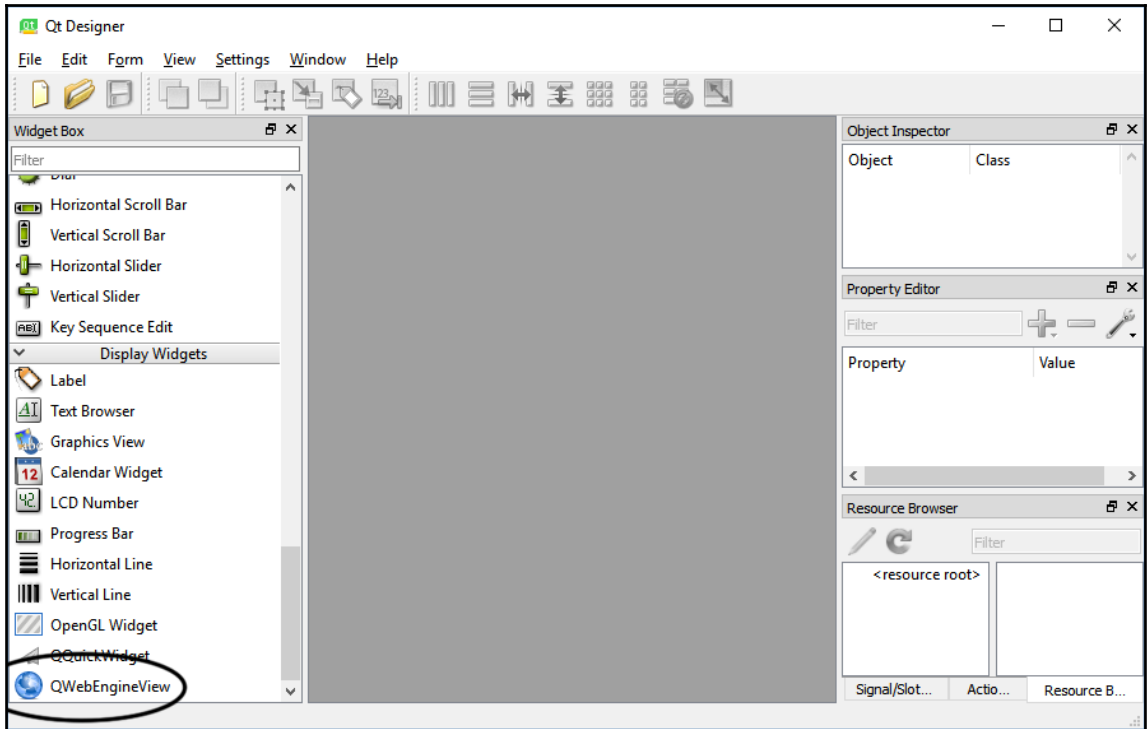 Qt Designer
File Edit Form View Settings Window Help
Widget Box
Filter
Dial
Horizontal Scroll Bar
Vertical Scroll Bar
Horizontal Slider
Vertical Slider
Key Sequence Edit
Display Widgets
Label
Text Browser
Graphics View
Calendar Widget
LCD Number
Progress Bar
Horizontal Line
Vertical Line
OpenGL Widget
QQuickWidget
QWebEngineView
Object Inspector
Object Class
Property Editor
Filter
Property Value
Resource Browser
Filter
<resource root>
Signal/Slot... Actio... Resource B...